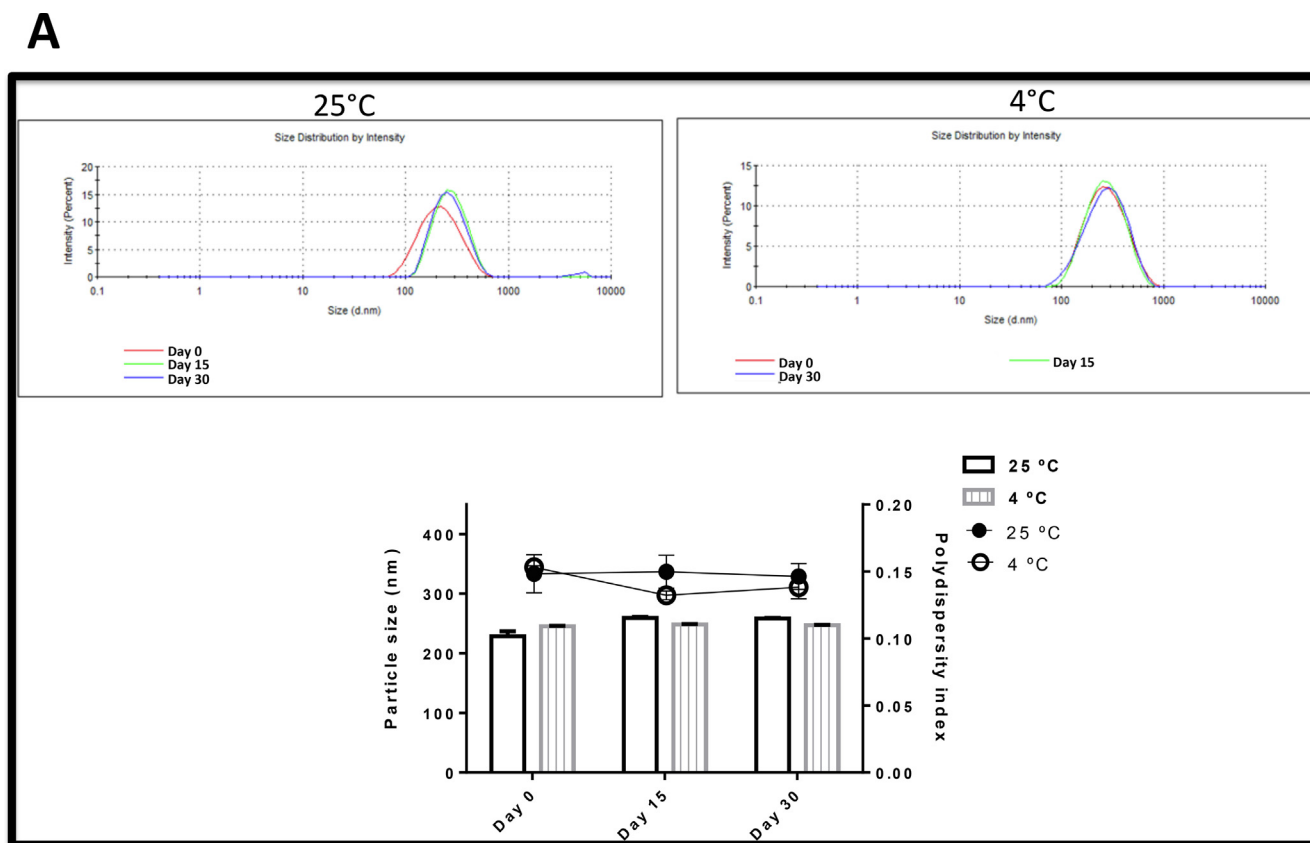 A
25°C
Size Distribution by Intensity
Intensity (Percent)
20
15
10
5
0
0.1 1 10 100 1000 10000
Size (d.nm)
Day 0
Day 15
Day 30
4°C
Size Distribution by Intensity
Intensity (Percent)
15
10
5
0
0.1 1 10 100 1000 10000
Size (d.nm)
Day 0 Day 15
Day 30
25 ºC
4 ºC
25 ºC
4 ºC
Particle size (nm)
400
300
200
100
0
0.20
0.15
0.10
0.05
0.00
Polydispersity index
Day 0
Day 15
Day 30